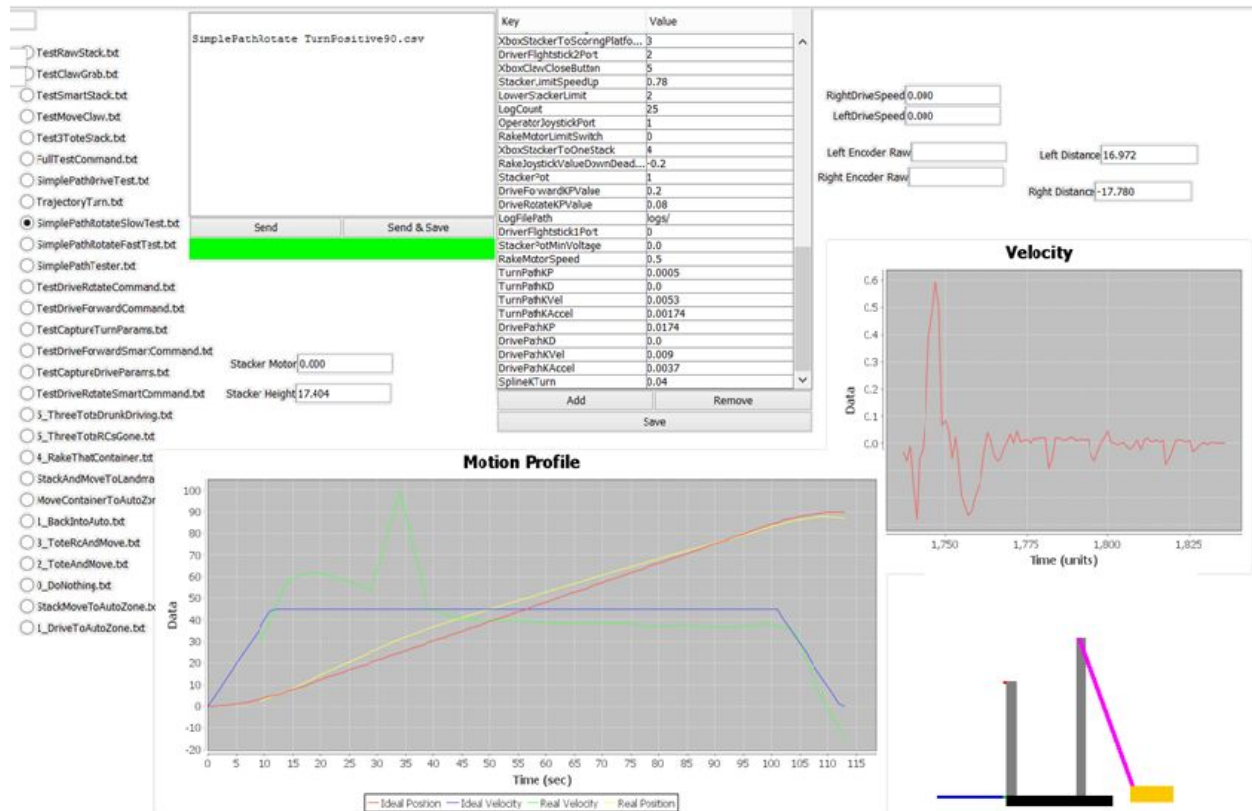 TestRawStack.txt
TestClawGrab.txt
TestSmartStack.txt
TestMoveClaw.txt
Test3ToteStack.txt
FullTestCommand.txt
SimplePathDriveTest.txt
TrajectoryTurn.txt
SimplePathRotateSlowTest.txt
SimplePathRotateFastTest.txt
SimplePathTester.txt
TestDriveRotateCommand.txt
TestDriveForwardCommand.txt
TestCaptureTurnParams.txt
TestDriveForwardSmartCommand.txt
TestCaptureDriveParams.txt
TestDriveRotateSmartCommand.txt
5_ThreeToteDrunkDriving.txt
5_ThreeToteRCsGone.txt
4_RakeThatContainer.txt
StackAndMoveToLandma
MoveContainerToAutoZor
1_BackIntoAuto.txt
3_ToteRcAndMove.txt
2_ToteAndMove.txt
0_DoNothing.txt
StackMoveToAutoZone.tx
1_DriveToAutoZone.txt
SimplePathRotate TurnPositive90.csv
Send
Send & Save
Stacker Motor 0.000
Stacker Height 17.404
Key Value
XboxStackerToScoringPlatfo... 3
DriverFlightstick2Port 2
XboxClawCloseButton 5
StackerLimitSpeedUp 0.78
LowerStackerLimit 2
LogCount 25
OperatorJoystickPort 1
RakeMotorLimitSwitch 0
XboxStackerToOneStack 4
RakeJoystickValueDownDead... -0.2
StackerPot 1
DriveForwardKPValue 0.2
DriveRotateKPValue 0.08
LogFilePath logs/
DriverFlightstick1Port 0
StackerPotMinVoltage 0.0
RakeMotorSpeed 0.5
TurnPathKP 0.0005
TurnPathKD 0.0
TurnPathKVel 0.0053
TurnPathKAccel 0.00174
DrivePathKP 0.0174
DrivePathKD 0.0
DrivePathKVel 0.009
DrivePathKAccel 0.0037
SplineKTurn 0.04
Add
Remove
Save
RightDriveSpeed 0.000
LeftDriveSpeed 0.000
Left Encoder Raw
Right Encoder Raw
Left Distance 16.972
Right Distance -17.780
Velocity
Data
0.6
0.5
0.4
0.3
0.2
0.1
0.0
1,750 1,775 1,800 1,825
Time (units)
Motion Profile
Data
100
90
80
70
60
50
40
30
20
10
0
-10
-20
0 5 10 15 20 25 30 35 40 45 50 55 60 65 70 75 80 85 90 95 100 105 110 115
Time (sec)
Ideal Position Ideal Velocity Real Velocity Real Position